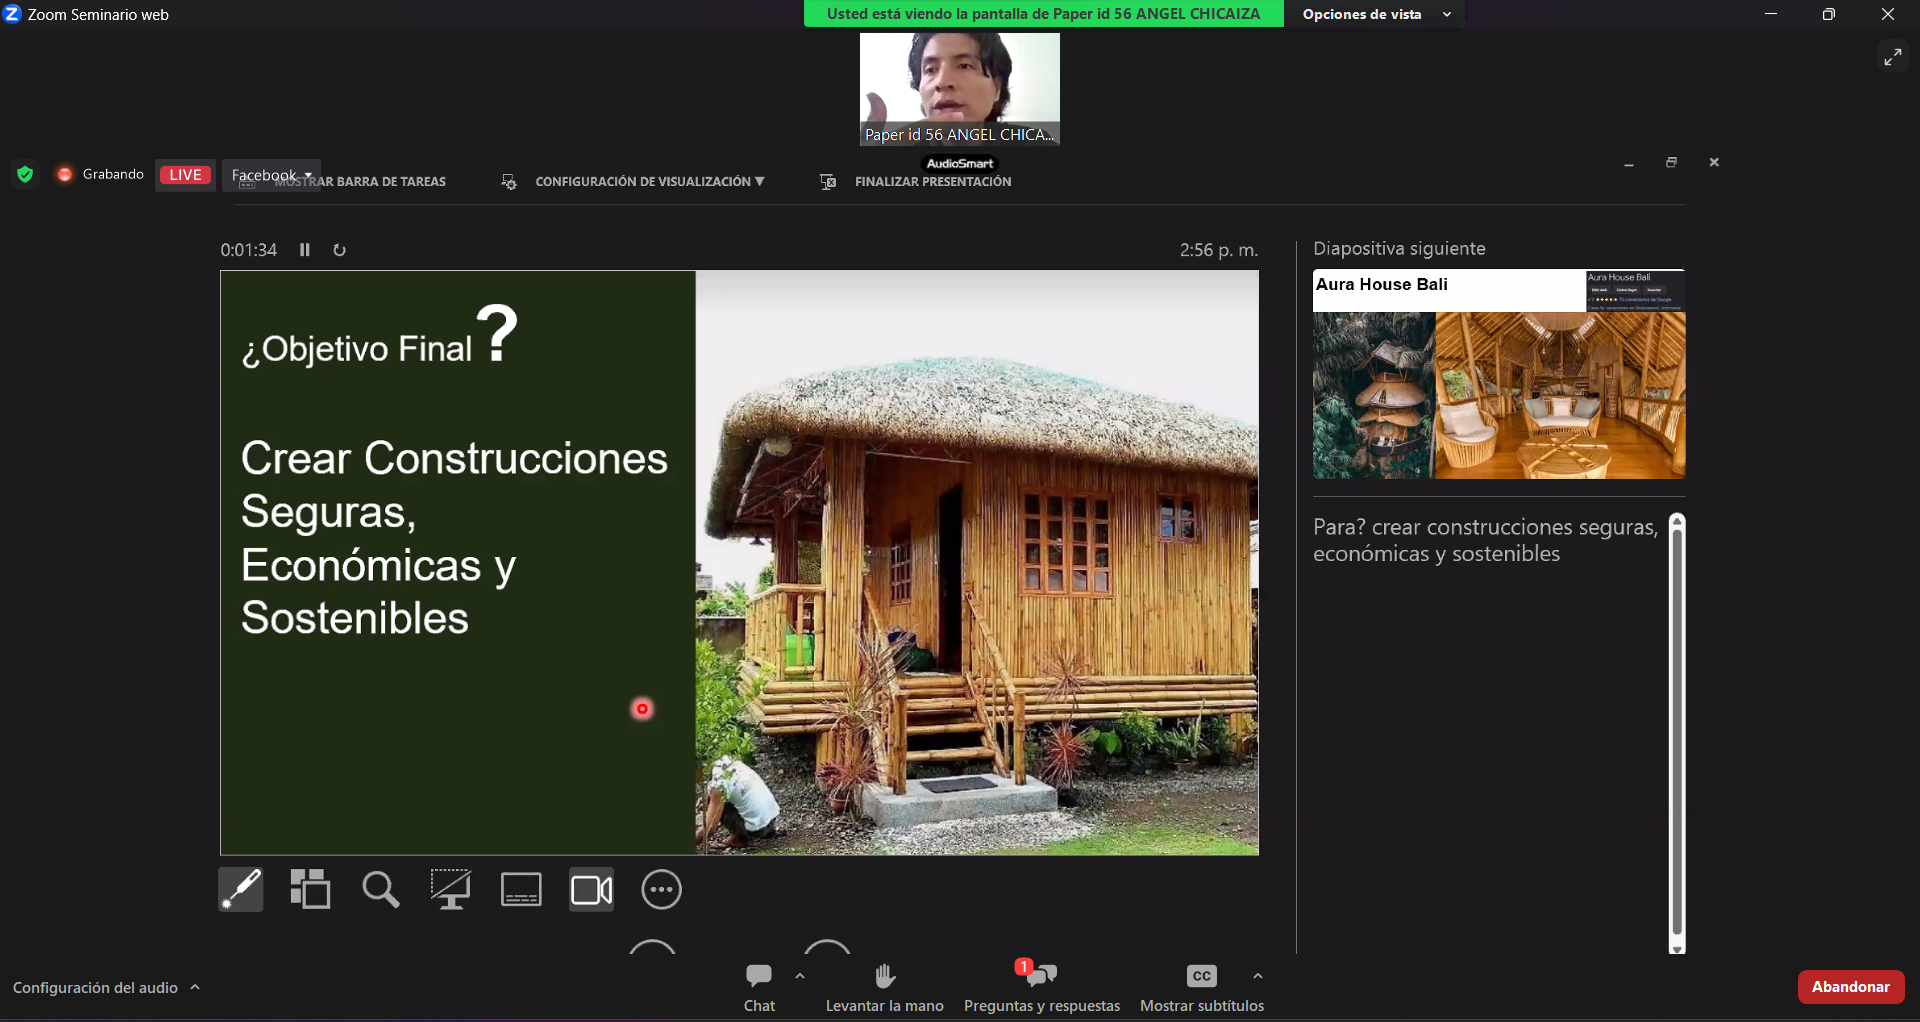 Zoom Seminario web
Usted está viendo la pantalla de Paper id 56 ANGEL CHICAIZA
Opciones de vista
Paper id 56 ANGEL CHICA...
AudioSmart
Grabando
LIVE
Facebook
MOSTRAR BARRA DE TAREAS
CONFIGURACIÓN DE VISUALIZACIÓN
FINALIZAR PRESENTACIÓN
0:01:34
2:56 p. m.
¿Objetivo Final ?
Crear Construcciones
Seguras,
Económicas y
Sostenibles
Diapositiva siguiente
Aura House Bali
Aura House Bali
Para? crear construcciones seguras,
económicas y sostenibles
Configuración del audio
Chat
Levantar la mano
1
Preguntas y respuestas
CC
Mostrar subtítulos
Abandonar